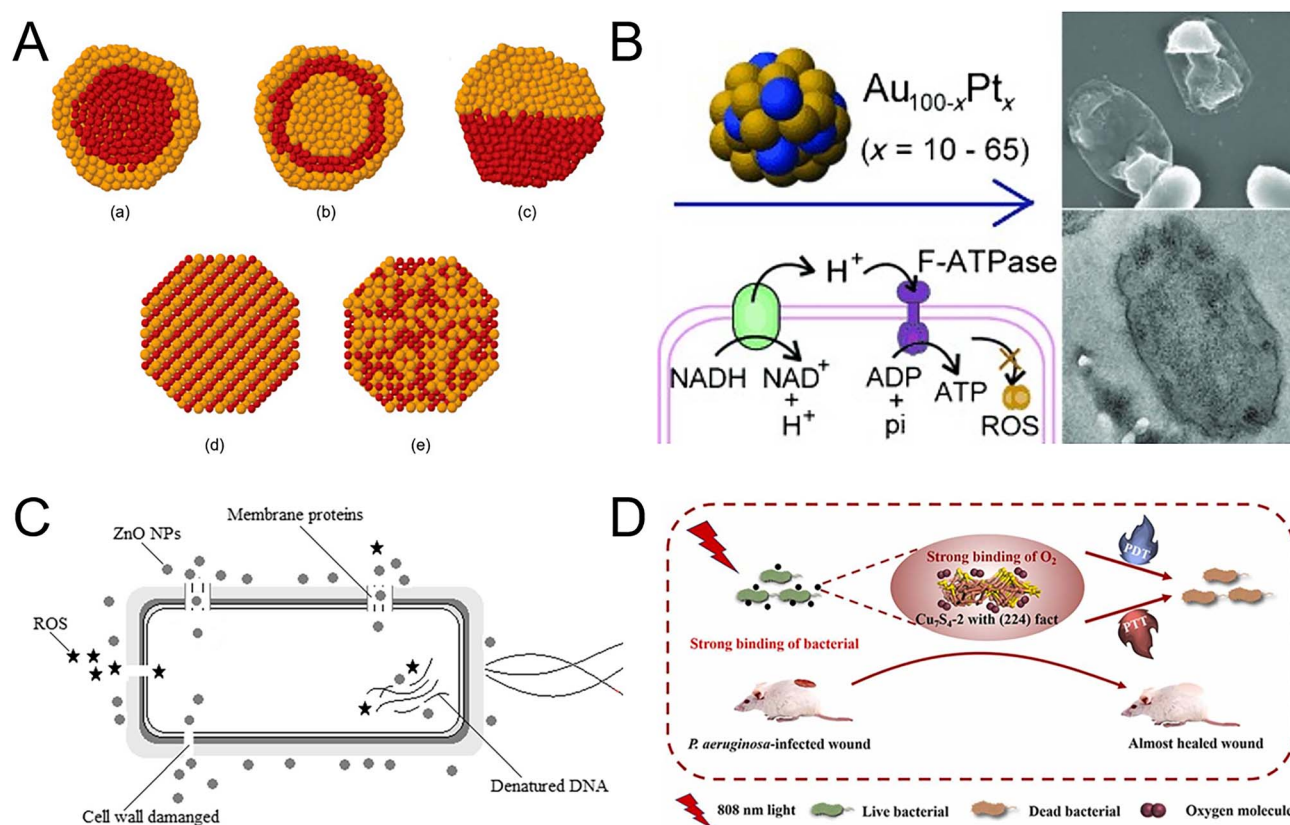 A
(a)
(b)
(c)
(d)
(e)
B
Au100-xPtx
(x = 10 - 65)
H+
F-ATPase
NADH
NAD+
+
H+
ADP
+
pi
ATP
ROS
C
ZnO NPs
Membrane proteins
ROS
Denatured DNA
Cell wall damanged
D
PDT
Strong binding of O2
Cu7S4-2 with (224) fact
PTT
Strong binding of bacterial
P. aeruginosa-infected wound
Almost healed wound
808 nm light
Live bacterial
Dead bacterial
Oxygen molecule